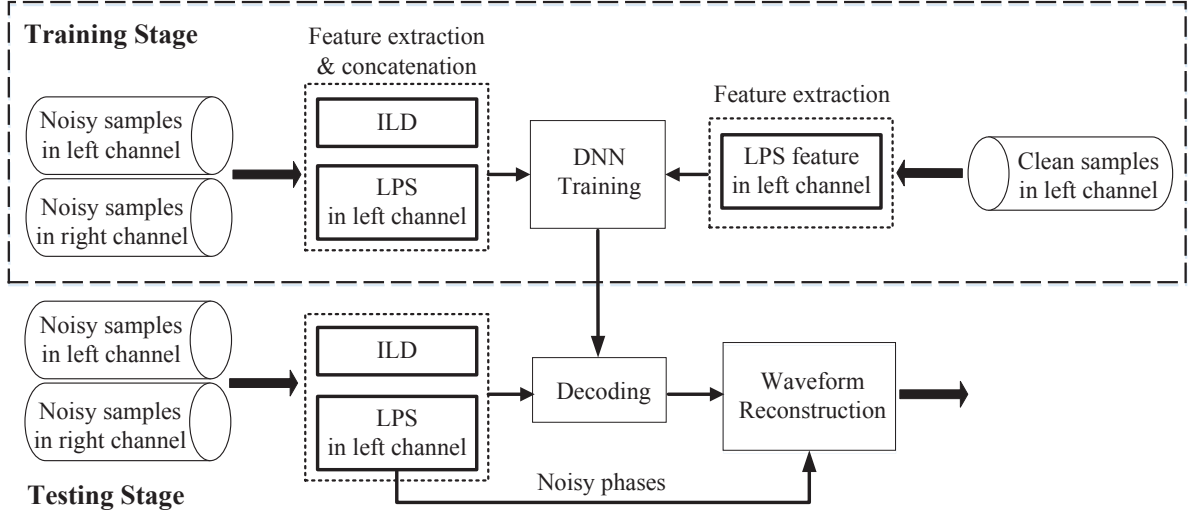 Training Stage
Feature extraction
& concatenation
Noisy samples
in left channel
Noisy samples
in right channel
ILD
LPS
in left channel
DNN
Training
Feature extraction
LPS feature
in left channel
Clean samples
in left channel
Noisy samples
in left channel
Noisy samples
in right channel
ILD
LPS
in left channel
Decoding
Waveform
Reconstruction
Noisy phases
Testing Stage